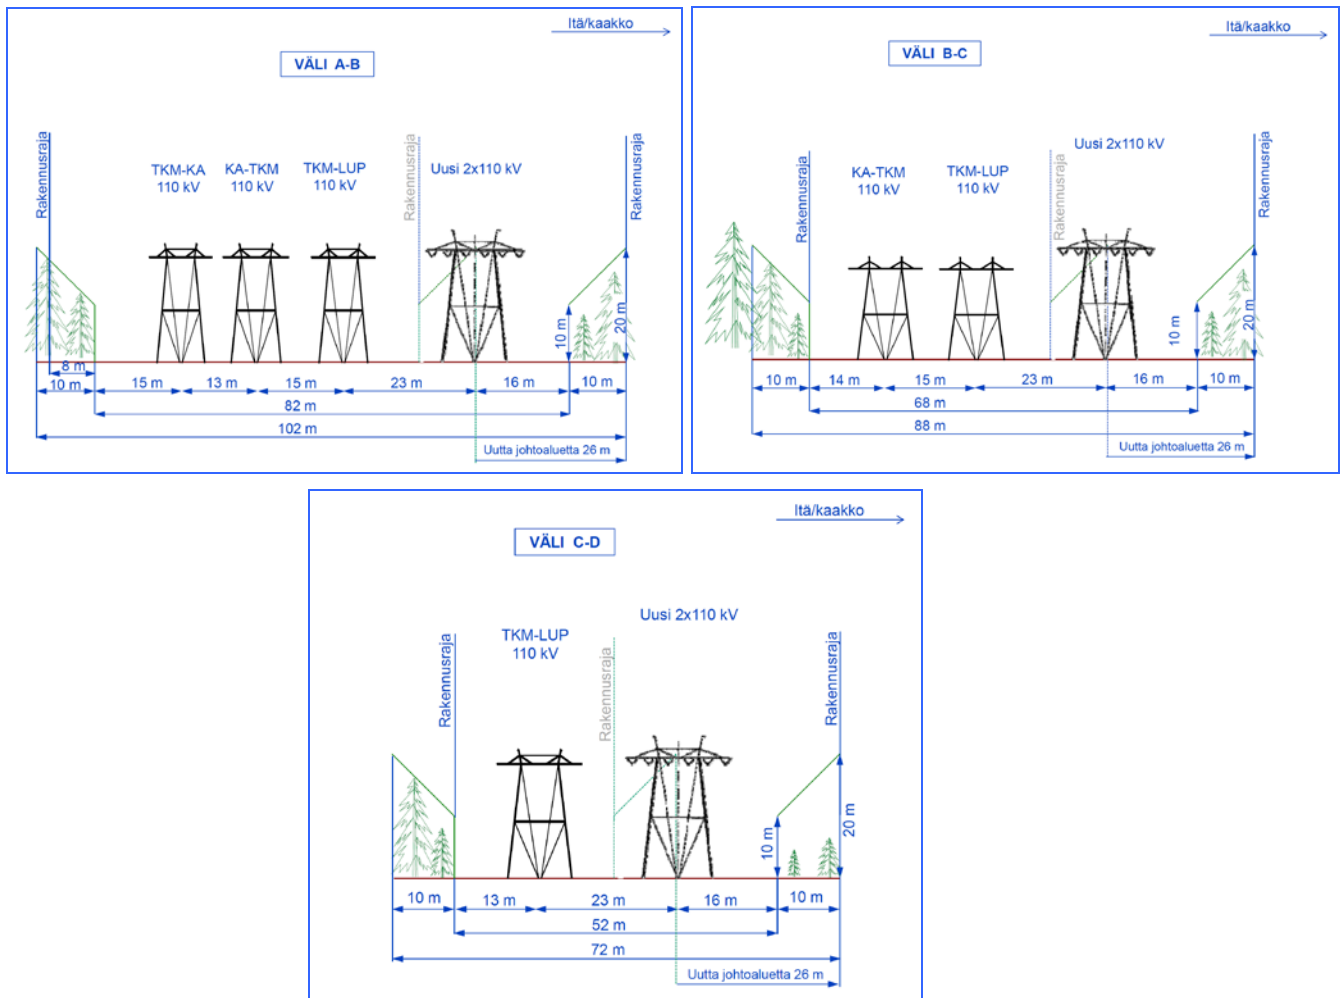 Itä/kaakko
VÄLI A-B
Rakennusraja
TKM-KA
110 kV
KA-TKM
110 kV
TKM-LUP
110 kV
Rakennusraja
Uusi 2x110 kV
Rakennusraja
10 m
20 m
8 m
10 m
15 m
13 m
15 m
23 m
16 m
10 m
82 m
102 m
Uutta johtoaluetta 26 m
Itä/kaakko
VÄLI B-C
Rakennusraja
KA-TKM
110 kV
TKM-LUP
110 kV
Rakennusraja
Uusi 2x110 kV
Rakennusraja
10 m
20 m
10 m
14 m
15 m
23 m
16 m
10 m
68 m
88 m
Uutta johtoaluetta 26 m
Itä/kaakko
VÄLI C-D
Rakennusraja
TKM-LUP
110 kV
Rakennusraja
Uusi 2x110 kV
Rakennusraja
10 m
20 m
10 m
13 m
23 m
16 m
10 m
52 m
72 m
Uutta johtoaluetta 26 m